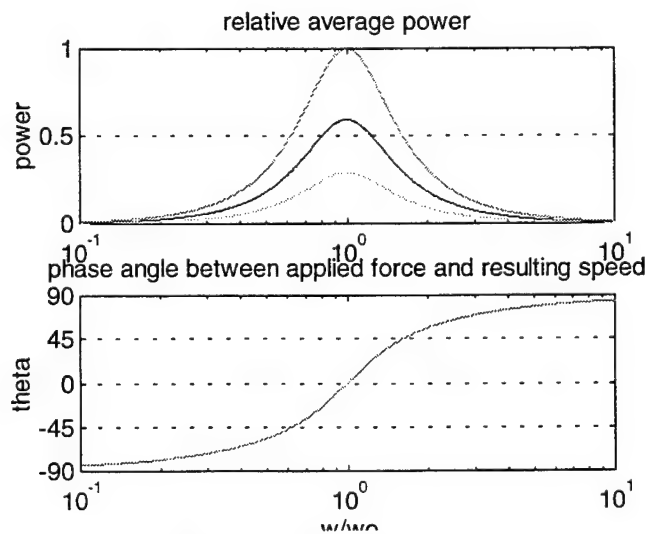 relative average power
1
0.5
0
power
10^-1
10^0
10^1
phase angle between applied force and resulting speed
90
45
0
-45
-90
theta
10^-1
10^0
10^1
w/wo